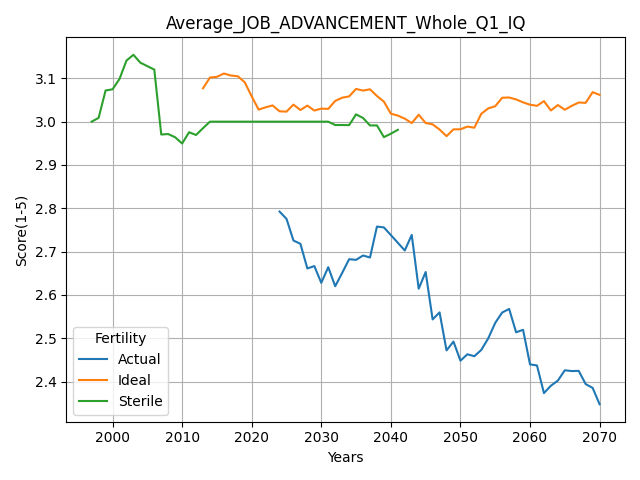 Average_JOB_ADVANCEMENT_Whole_Q1_IQ
Score(1-5)
3.1
3.0
2.9
2.8
2.7
2.6
2.5
2.4
Fertility
Actual
Ideal
Sterile
2000 2010 2020 2030 2040 2050 2060 2070
Years